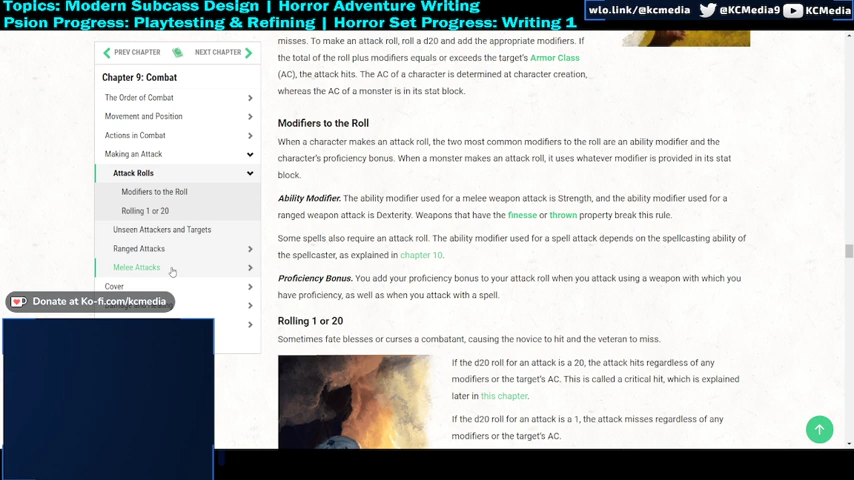 Topics: Modern Subcass Design | Horror Adventure Writing
Psion Progress: Playtesting & Refining | Horror Set Progress: Writing 1
wlo.link/@kcmedia @KCMedia9 KCMedia
PREV CHAPTER NEXT CHAPTER
Chapter 9: Combat
The Order of Combat
Movement and Position
Actions in Combat
Making an Attack
Attack Rolls
Modifiers to the Roll
Rolling 1 or 20
Unseen Attackers and Targets
Ranged Attacks
Melee Attacks
Cover
Donate at Ko-fi.com/kcmedia
misses. To make an attack roll, roll a d20 and add the appropriate modifiers. If
the total of the roll plus modifiers equals or exceeds the target's Armor Class
(AC), the attack hits. The AC of a character is determined at character creation,
whereas the AC of a monster is in its stat block.
Modifiers to the Roll
When a character makes an attack roll, the two most common modifiers to the roll are an ability modifier and the
character's proficiency bonus. When a monster makes an attack roll, it uses whatever modifier is provided in its stat
block.
Ability Modifier. The ability modifier used for a melee weapon attack is Strength, and the ability modifier used for a
ranged weapon attack is Dexterity. Weapons that have the finesse or thrown property break this rule.
Some spells also require an attack roll. The ability modifier used for a spell attack depends on the spellcasting ability of
the spellcaster, as explained in chapter 10.
Proficiency Bonus. You add your proficiency bonus to your attack roll when you attack using a weapon with which you
have proficiency, as well as when you attack with a spell.
Rolling 1 or 20
Sometimes fate blesses or curses a combatant, causing the novice to hit and the veteran to miss.
If the d20 roll for an attack is a 20, the attack hits regardless of any
modifiers or the target's AC. This is called a critical hit, which is explained
later in this chapter.
If the d20 roll for an attack is a 1, the attack misses regardless of any
modifiers or the target's AC.